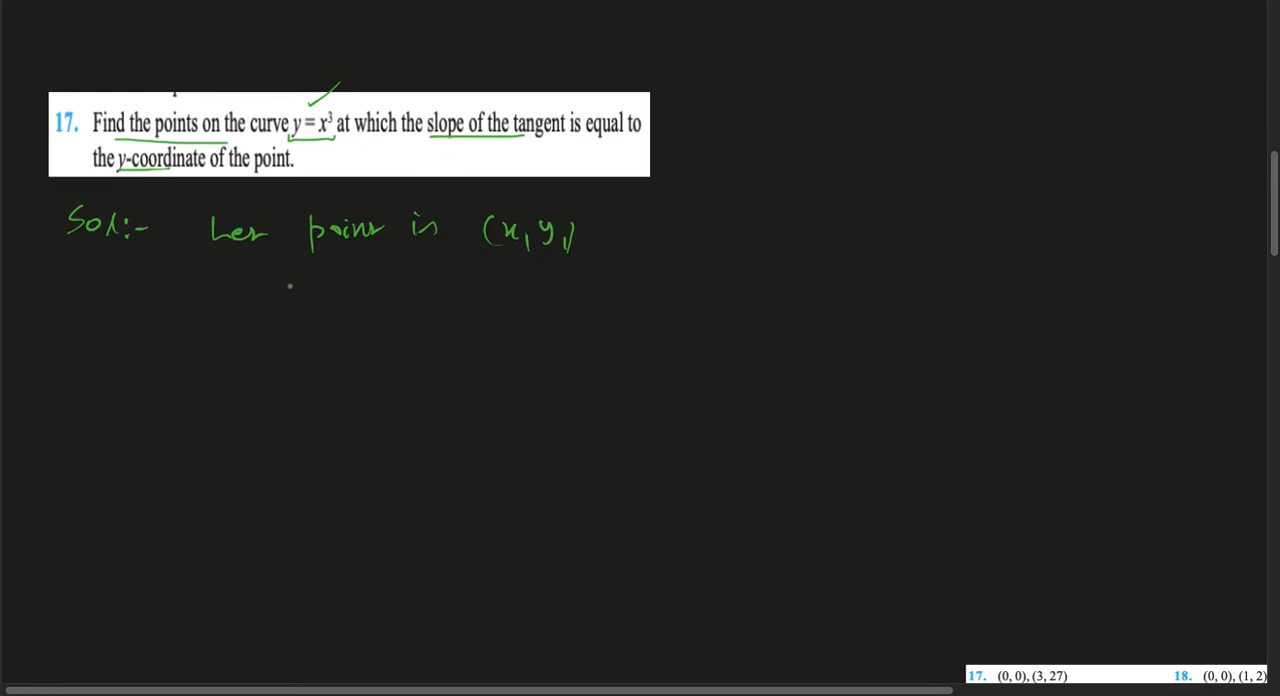 17. Find the points on the curve y = x³ at which the slope of the tangent is equal to
the y-coordinate of the point.
Sol:- Let point is (x₁ y₁)
17. (0, 0), (3, 27) 18. (0, 0), (1, 2)